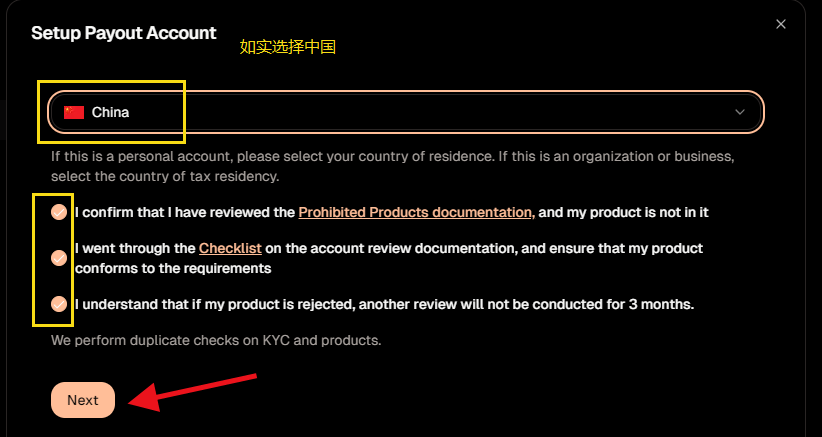 Setup Payout Account
如实选择中国
China
If this is a personal account, please select your country of residence. If this is an organization or business,
select the country of tax residency.
I confirm that I have reviewed the Prohibited Products documentation, and my product is not in it
I went through the Checklist on the account review documentation, and ensure that my product
conforms to the requirements
I understand that if my product is rejected, another review will not be conducted for 3 months.
We perform duplicate checks on KYC and products.
Next